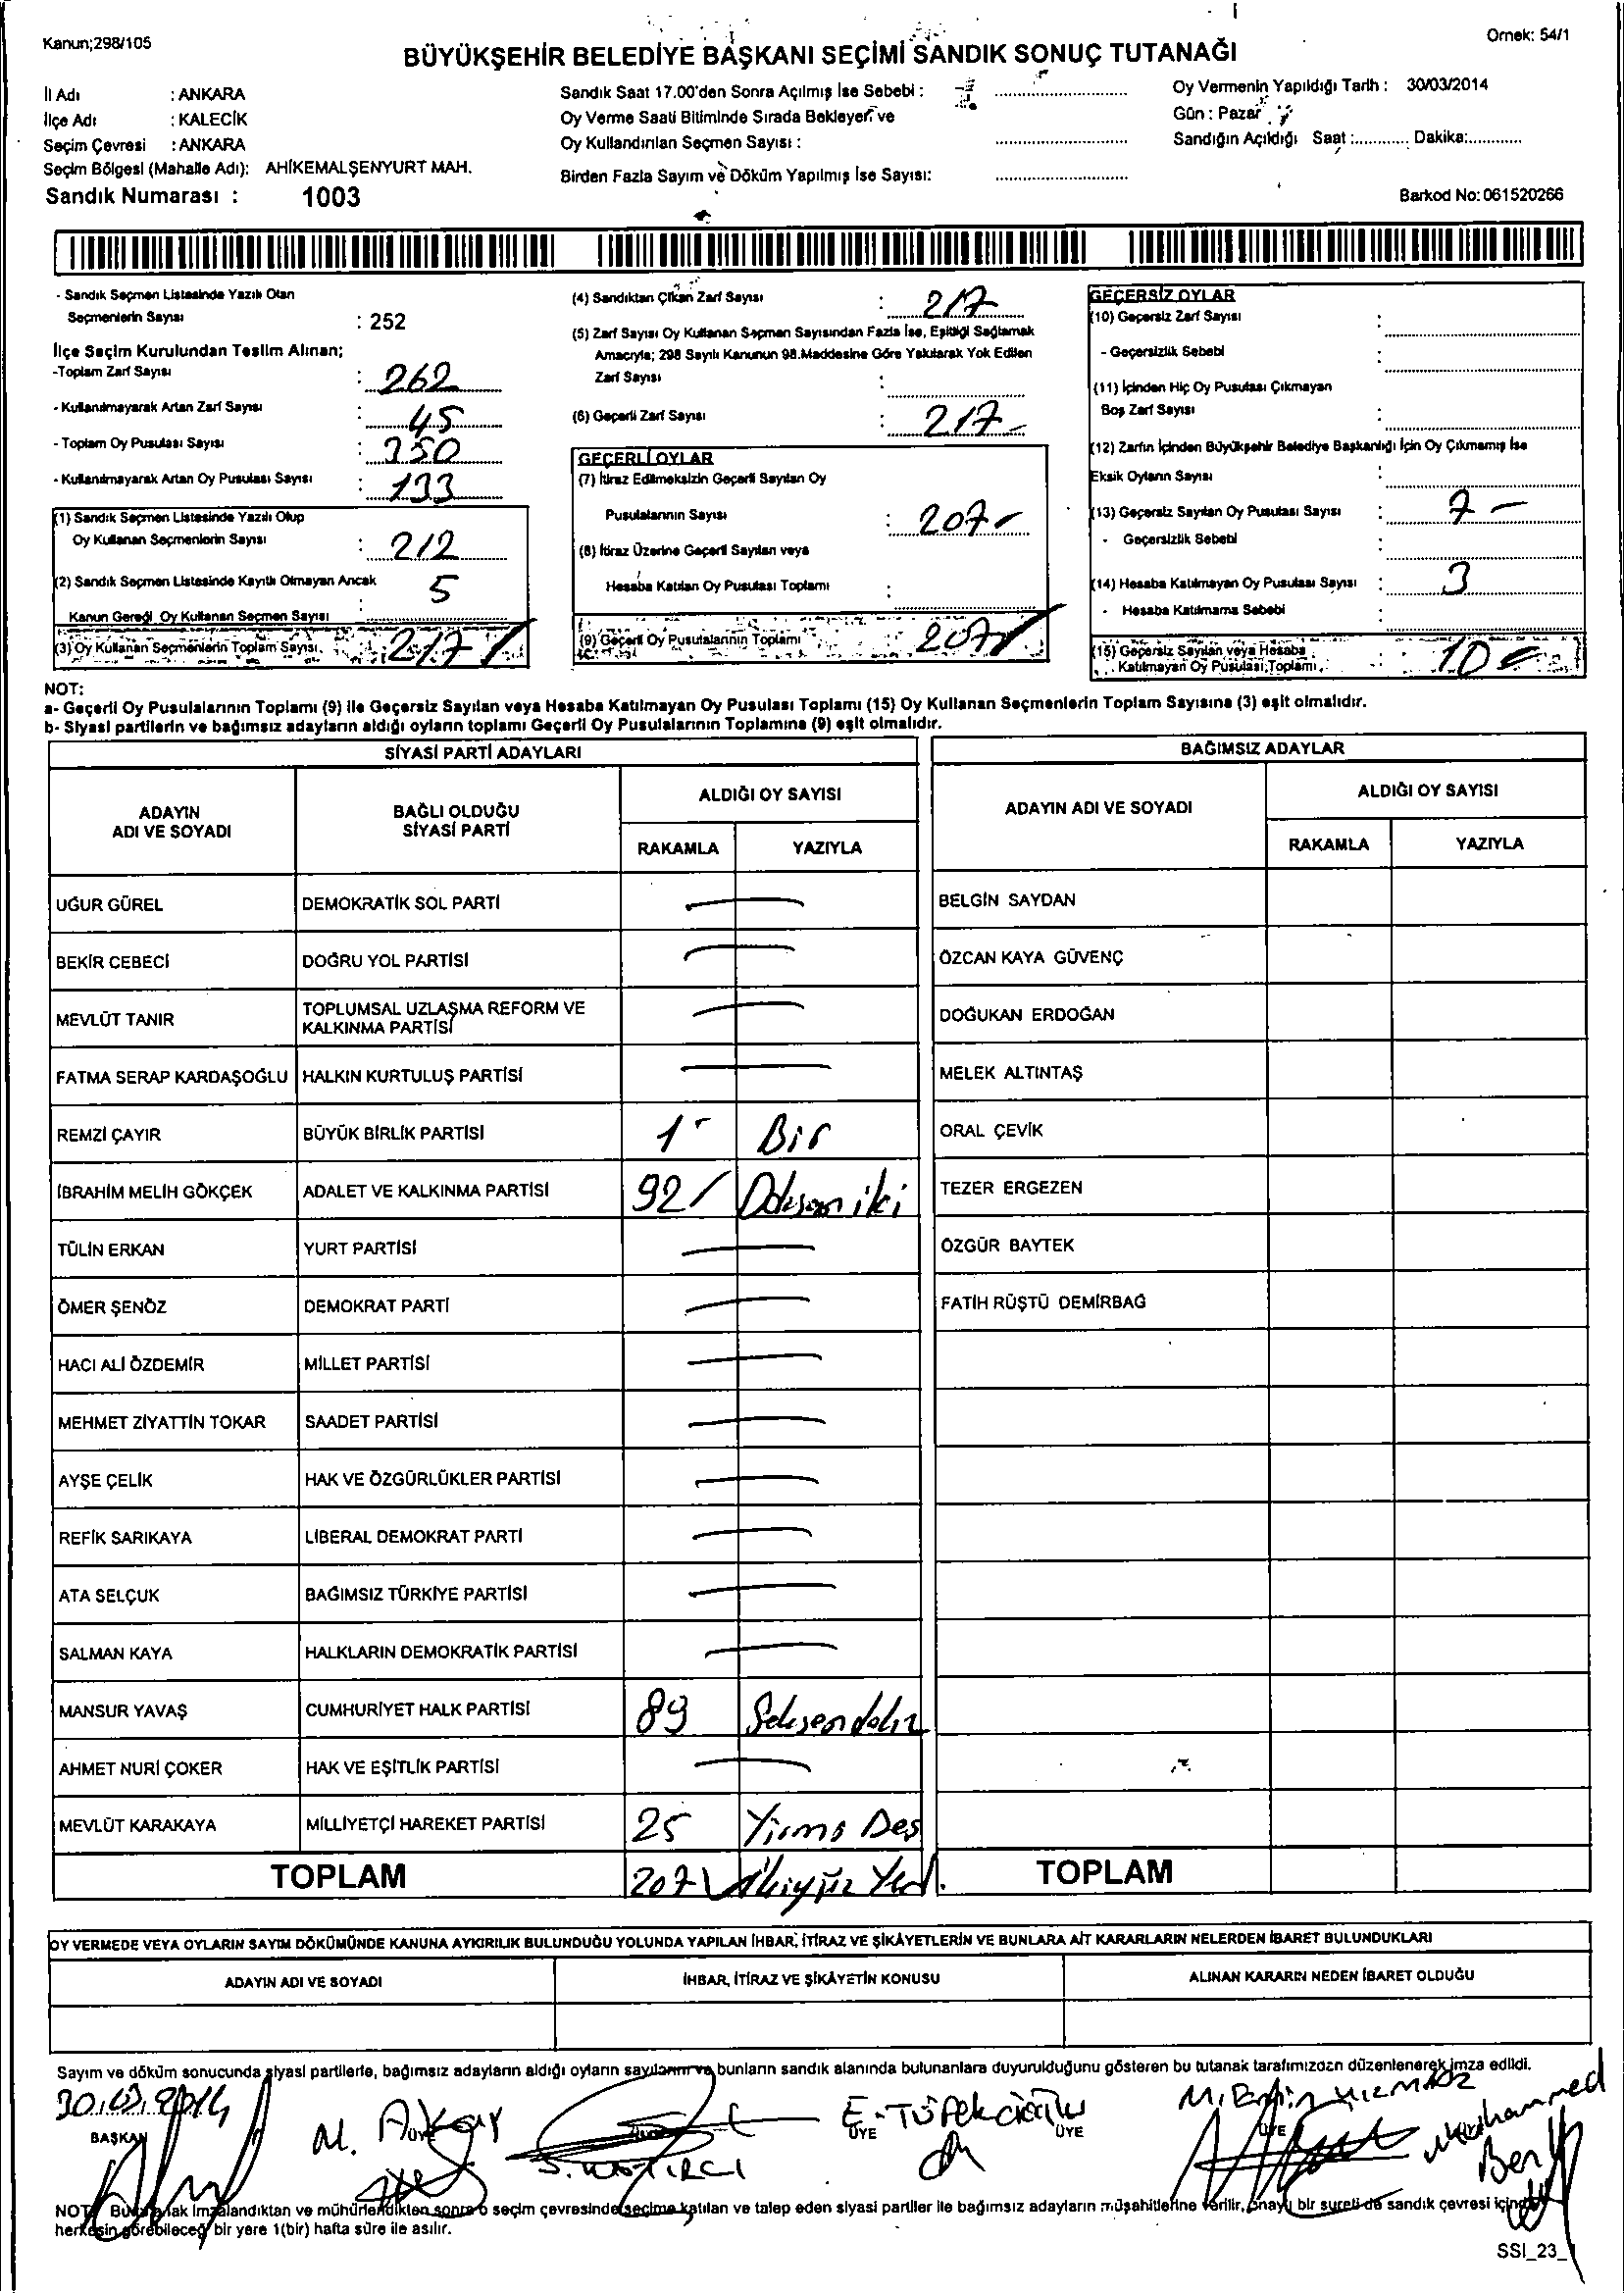 Kanun;298/105
Örnek: 54/1
BÜYÜKŞEHİR BELEDİYE BAŞKANI SEÇİMİ SANDIK SONUÇ TUTANAĞI
İl Adı : ANKARA
İlçe Adı : KALECİK
Seçim Çevresi : ANKARA
Seçim Bölgesi (Mahalle Adı): AHİKEMALŞENYURT MAH.
Sandık Numarası : 1003
Sandık Saat 17.00'den Sonra Açılmış İse Sebebi :
Oy Verme Saati Bitiminde Sırada Bekleyen ve
Oy Kullandırılan Seçmen Sayısı :
Birden Fazla Sayım ve Döküm Yapılmış İse Sayısı:
Oy Vermenin Yapıldığı Tarih : 30/03/2014
Gün : Pazar
Sandığın Açıldığı Saat :............ Dakika:............
Barkod No: 061520266
- Sandık Seçmen Listesinde Yazılı Olan
Seçmenlerin Sayısı : 252
İlçe Seçim Kurulundan Teslim Alınan;
-Toplam Zarf Sayısı : 262
- Kullanılmayarak Artan Zarf Sayısı : 45
- Toplam Oy Pusulası Sayısı : 350
- Kullanılmayarak Artan Oy Pusulası Sayısı : 133
(1) Sandık Seçmen Listesinde Yazılı Olup
Oy Kullanan Seçmenlerin Sayısı : 212
(2) Sandık Seçmen Listesinde Kayıtlı Olmayan Ancak
Kanun Gereği Oy Kullanan Seçmen Sayısı : 5
(3) Oy Kullanan Seçmenlerin Toplam Sayısı 217
(4) Sandıktan Çıkan Zarf Sayısı : 217
(5) Zarf Sayısı Oy Kullanan Seçmen Sayısından Fazla İse, Eşitliği Sağlamak
Amacıyla; 298 Sayılı Kanunun 98.Maddesine Göre Yakılarak Yok Edilen
Zarf Sayısı :
(6) Geçerli Zarf Sayısı : 217-
GEÇERLİ OYLAR
(7) İtiraz Edilmeksizin Geçerli Sayılan Oy
Pusulalarının Sayısı : 207-
(8) İtiraz Üzerine Geçerli Sayılan veya
Hesaba Katılan Oy Pusulası Toplamı :
(9) Geçerli Oy Pusulalarının Toplamı 207
GEÇERSİZ OYLAR
(10) Geçersiz Zarf Sayısı :
- Geçersizlik Sebebi :
(11) İçinden Hiç Oy Pusulası Çıkmayan
Boş Zarf Sayısı :
(12) Zarfın İçinden Büyükşehir Belediye Başkanlığı İçin Oy Çıkmamış İse
Eksik Oyların Sayısı :
(13) Geçersiz Sayılan Oy Pusulası Sayısı : 7 -
- Geçersizlik Sebebi :
(14) Hesaba Katılmayan Oy Pusulası Sayısı : 3
- Hesaba Katılmama Sebebi :
(15) Geçersiz Sayılan veya Hesaba
Katılmayan Oy Pusulası Toplamı 10
NOT:
a- Geçerli Oy Pusulalarının Toplamı (9) ile Geçersiz Sayılan veya Hesaba Katılmayan Oy Pusulası Toplamı (15) Oy Kullanan Seçmenlerin Toplam Sayısına (3) eşit olmalıdır.
b- Siyasi partilerin ve bağımsız adayların aldığı oyların toplamı Geçerli Oy Pusulalarının Toplamına (9) eşit olmalıdır.
SİYASİ PARTİ ADAYLARI
ADAYIN ADI VE SOYADI
BAĞLI OLDUĞU SİYASİ PARTİ
ALDIĞI OY SAYISI
RAKAMLA YAZIYLA
UĞUR GÜREL DEMOKRATİK SOL PARTİ —
BEKİR CEBECİ DOĞRU YOL PARTİSİ —
MEVLÜT TANIR TOPLUMSAL UZLAŞMA REFORM VE KALKINMA PARTİSİ —
FATMA SERAP KARDAŞOĞLU HALKIN KURTULUŞ PARTİSİ —
REMZİ ÇAYIR BÜYÜK BİRLİK PARTİSİ 1 Bir
İBRAHİM MELİH GÖKÇEK ADALET VE KALKINMA PARTİSİ 92 Doksan iki
TÜLİN ERKAN YURT PARTİSİ —
ÖMER ŞENÖZ DEMOKRAT PARTİ —
HACI ALİ ÖZDEMİR MİLLET PARTİSİ —
MEHMET ZİYATTİN TOKAR SAADET PARTİSİ —
AYŞE ÇELİK HAK VE ÖZGÜRLÜKLER PARTİSİ —
REFİK SARIKAYA LİBERAL DEMOKRAT PARTİ —
ATA SELÇUK BAĞIMSIZ TÜRKİYE PARTİSİ —
SALMAN KAYA HALKLARIN DEMOKRATİK PARTİSİ —
MANSUR YAVAŞ CUMHURİYET HALK PARTİSİ 89 Seksendokuz
AHMET NURİ ÇOKER HAK VE EŞİTLİK PARTİSİ —
MEVLÜT KARAKAYA MİLLİYETÇİ HAREKET PARTİSİ 25 Yirmi Beş
TOPLAM 207 İkiyüz Yedi
BAĞIMSIZ ADAYLAR
ADAYIN ADI VE SOYADI
ALDIĞI OY SAYISI
RAKAMLA YAZIYLA
BELGİN SAYDAN
ÖZCAN KAYA GÜVENÇ
DOĞUKAN ERDOĞAN
MELEK ALTINTAŞ
ORAL ÇEVİK
TEZER ERGEZEN
ÖZGÜR BAYTEK
FATİH RÜŞTÜ DEMİRBAĞ
TOPLAM
OY VERMEDE VEYA OYLARIN SAYIM DÖKÜMÜNDE KANUNA AYKIRILIK BULUNDUĞU YOLUNDA YAPILAN İHBAR, İTİRAZ VE ŞİKÂYETLERİN VE BUNLARA AİT KARARLARIN NELERDEN İBARET BULUNDUKLARI
ADAYIN ADI VE SOYADI
İHBAR, İTİRAZ VE ŞİKÂYETİN KONUSU
ALINAN KARARIN NEDEN İBARET OLDUĞU
Sayım ve döküm sonucunda siyasi partilerle, bağımsız adayların aldığı oyların sayılarını ve bunların sandık alanında bulunanlara duyurulduğunu gösteren bu tutanak tarafımızdan düzenlenerek imza edildi.
30.03.2014
BAŞKAN
M. Akkay
ÜYE
E. Tüfekcioğlu
ÜYE
ÜYE
M. Emin YILMAZ
ÜYE
Muhammed
NOT: Bu tutanak imzalandıktan ve mühürlendikten sonra o seçim çevresinde seçime katılan ve talep eden siyasi partiler ile bağımsız adayların müşahitlerine verilir, onaylı bir sureti de sandık çevresi içinde
herkesin görebileceği bir yere 1(bir) hafta süre ile asılır.
SSI_23_